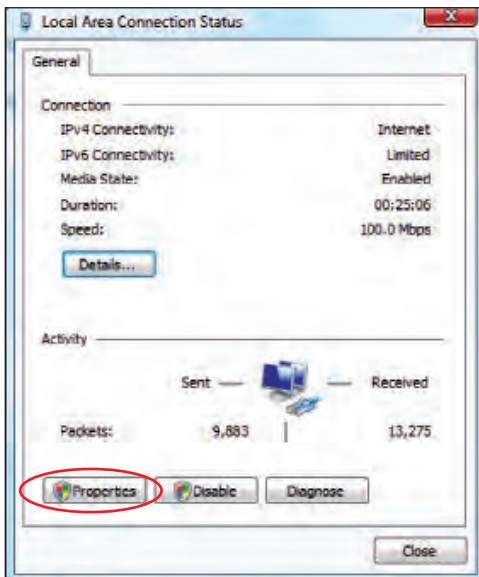 Local Area Connection Status
General
Connection
IPv4 Connectivity: Internet
IPv6 Connectivity: Limited
Media State: Enabled
Duration: 00:25:06
Speed: 100.0 Mbps
Details...
Activity
Sent — — Received
Packets: 9,883 | 13,275
Properties Disable Diagnose
Close